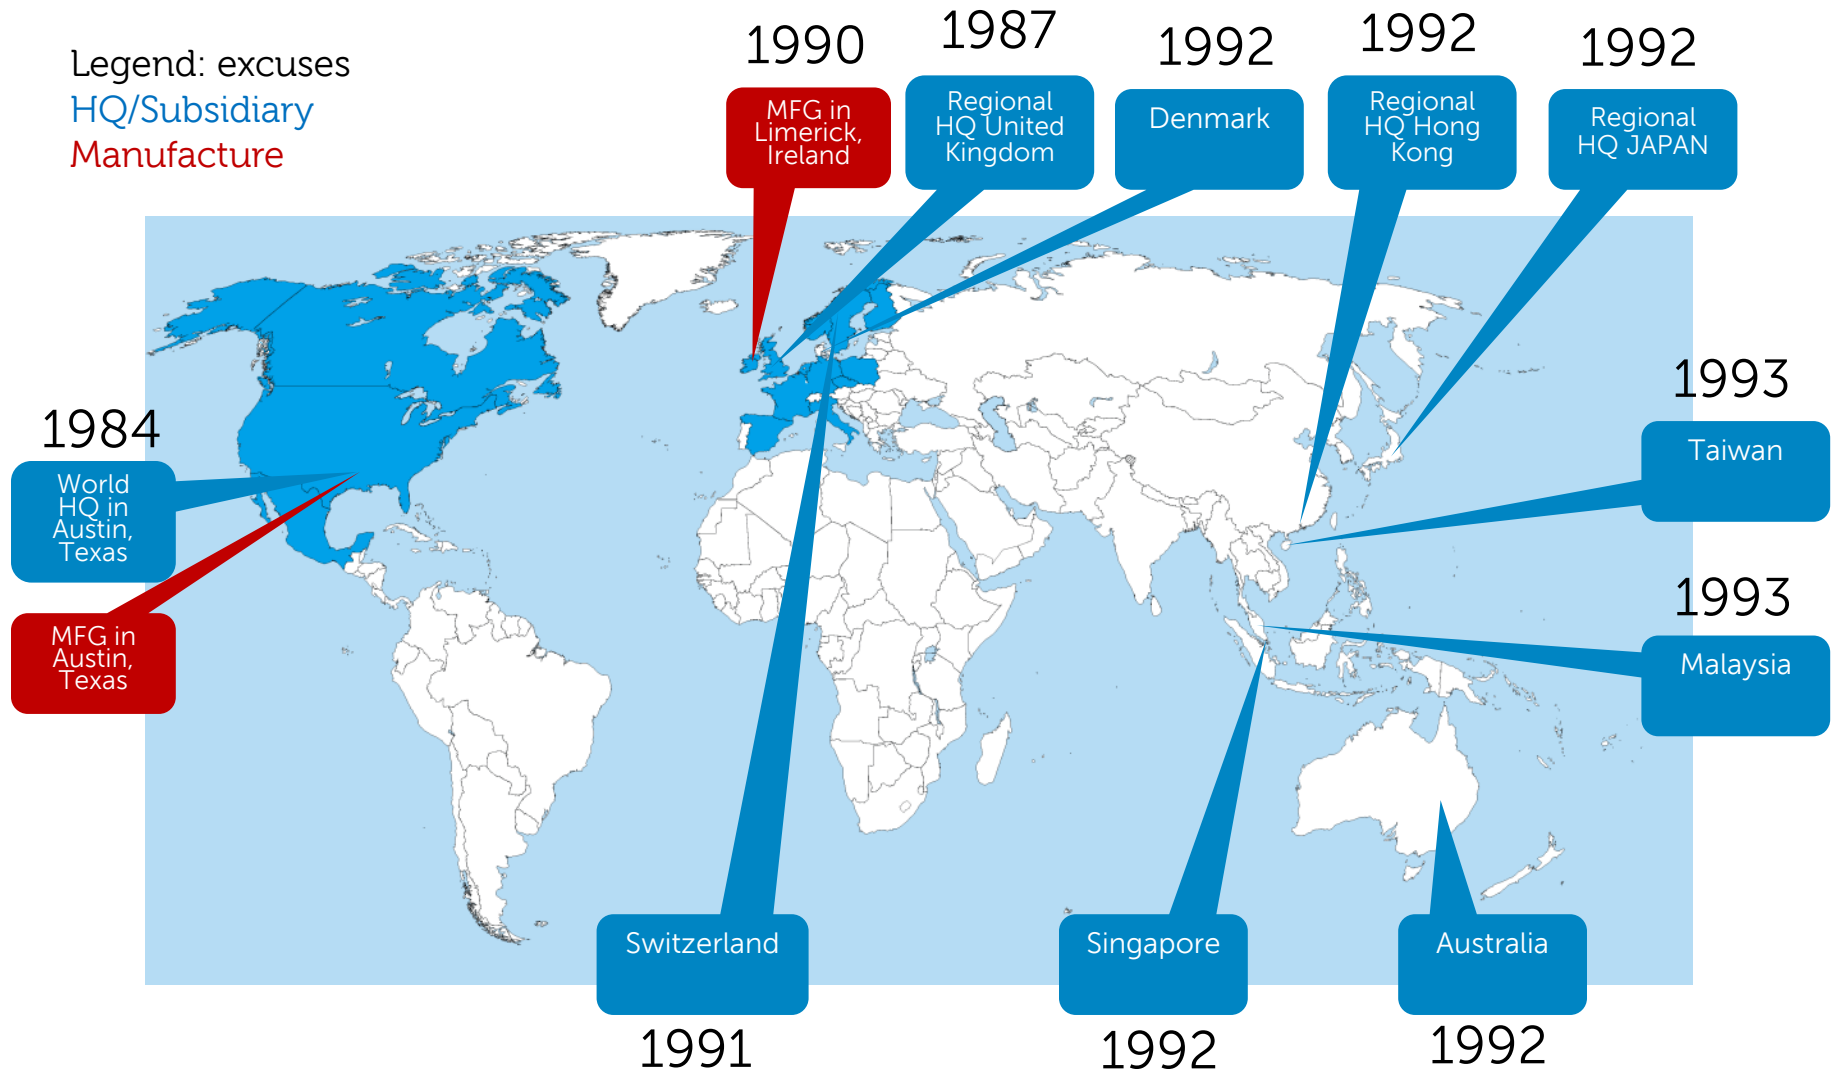 Legend: excuses
HQ/Subsidiary
Manufacture
1990
MFG in
Limerick,
Ireland
1987
Regional
HQ United
Kingdom
1992
Denmark
1992
Regional
HQ Hong
Kong
1992
Regional
HQ JAPAN
1984
World
HQ in
Austin,
Texas
MFG in
Austin,
Texas
1993
Taiwan
1993
Malaysia
Switzerland
1991
Singapore
1992
Australia
1992